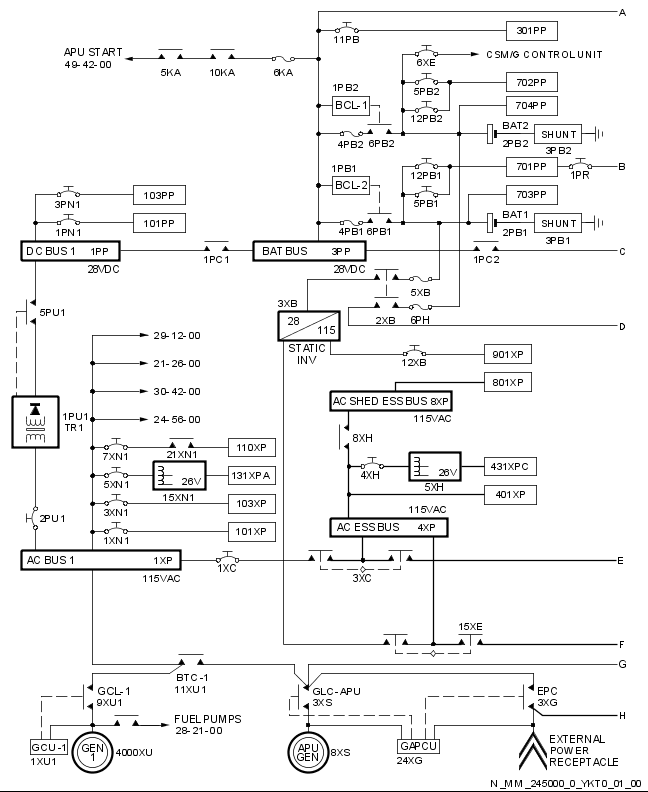 A
11PB
301PP
APU START
49-42-00
5KA
10KA
6KA
6XE
CSM/G CONTROL UNIT
1PB2
BCL-1
5PB2
702PP
12PB2
704PP
4PB2
6PB2
BAT2
2PB2
SHUNT
3PB2
1PB1
BCL-2
12PB1
701PP
1PR
B
5PB1
703PP
4PB1
6PB1
BAT1
2PB1
SHUNT
3PB1
3PN1
103PP
1PN1
101PP
DC BUS 1 1PP
28VDC
1PC1
BAT BUS 3PP
28VDC
1PC2
C
5XB
2XB
6PH
D
3XB
28
115
STATIC
INV
12XB
901XP
5PU1
29-12-00
21-26-00
30-42-00
24-56-00
1PU1
TR1
801XP
AC SHED ESS BUS 8XP
115VAC
8XH
7XN1
21XN1
110XP
5XN1
26V
131XPA
15XN1
4XH
26V
431XPC
5XH
401XP
3XN1
103XP
2PU1
1XN1
101XP
115VAC
AC ESS BUS 4XP
AC BUS 1 1XP
115VAC
1XC
3XC
E
15XE
F
BTC-1
11XU1
G
GCL-1
9XU1
GLC-APU
3XS
EPC
3XG
H
FUEL PUMPS
28-21-00
GCU-1
1XU1
GEN
1
4000XU
APU
GEN
8XS
GAPCU
24XG
EXTERNAL
POWER
RECEPTACLE
N_MM_245000_0_YKT0_01_00